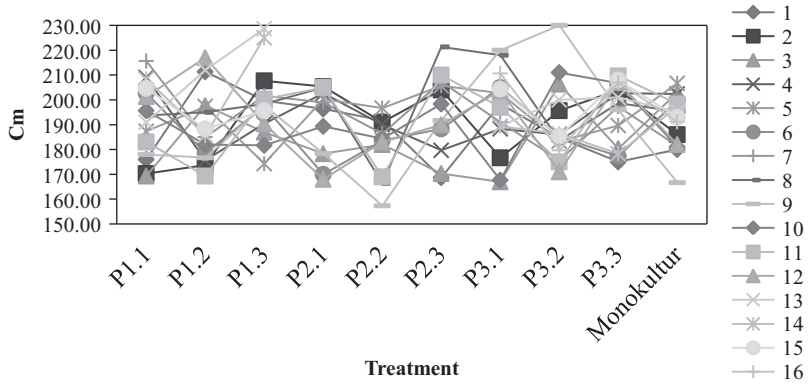 230.00
220.00
210.00
200.00
190.00
180.00
170.00
160.00
150.00
Cm
P1.1
P1.2
P1.3
P2.1
P2.2
P2.3
P3.1
P3.2
P3.3
Monokultur
Treatment
1
2
3
4
5
6
7
8
9
10
11
12
13
14
15
16